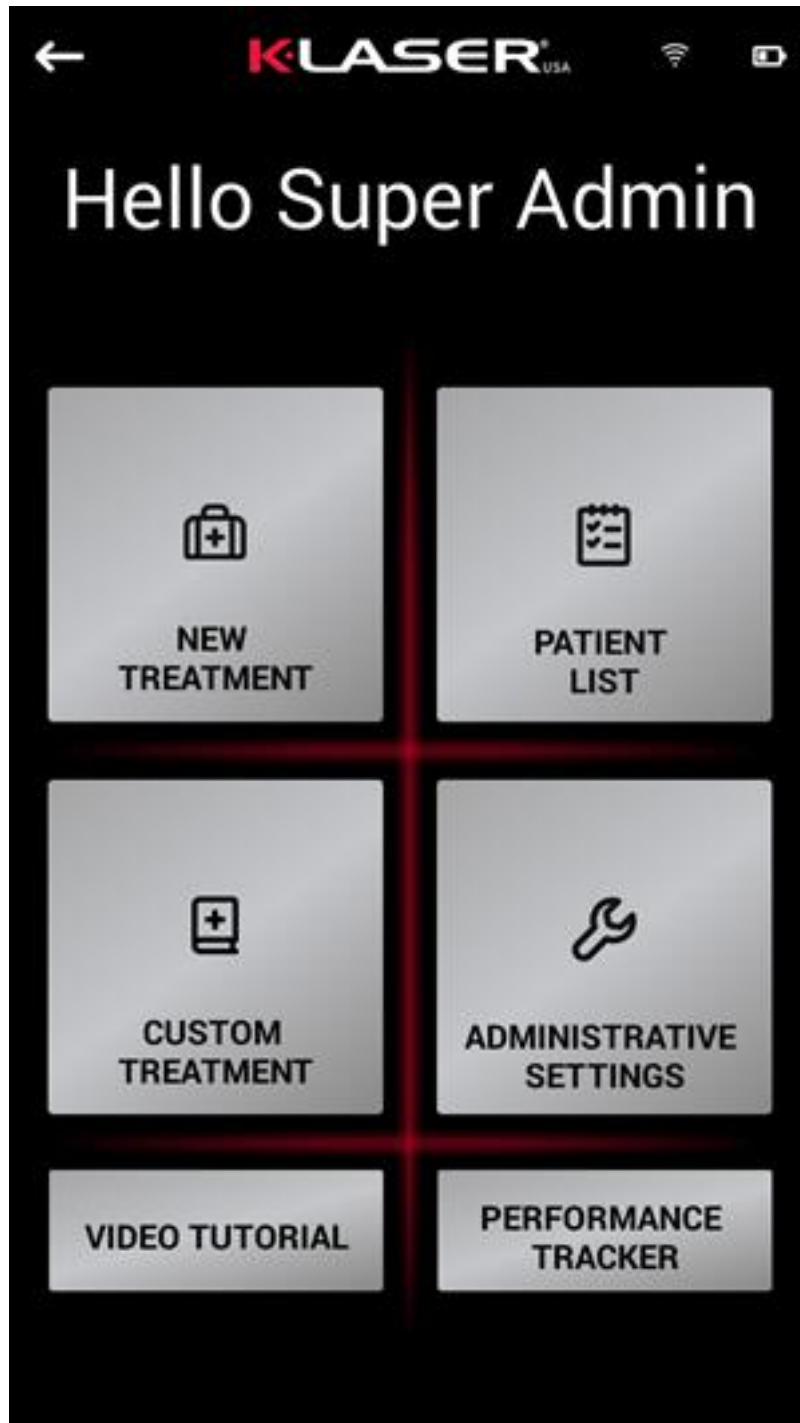 K-LASER® USA
Hello Super Admin
NEW
TREATMENT
PATIENT
LIST
CUSTOM
TREATMENT
ADMINISTRATIVE
SETTINGS
VIDEO TUTORIAL
PERFORMANCE
TRACKER